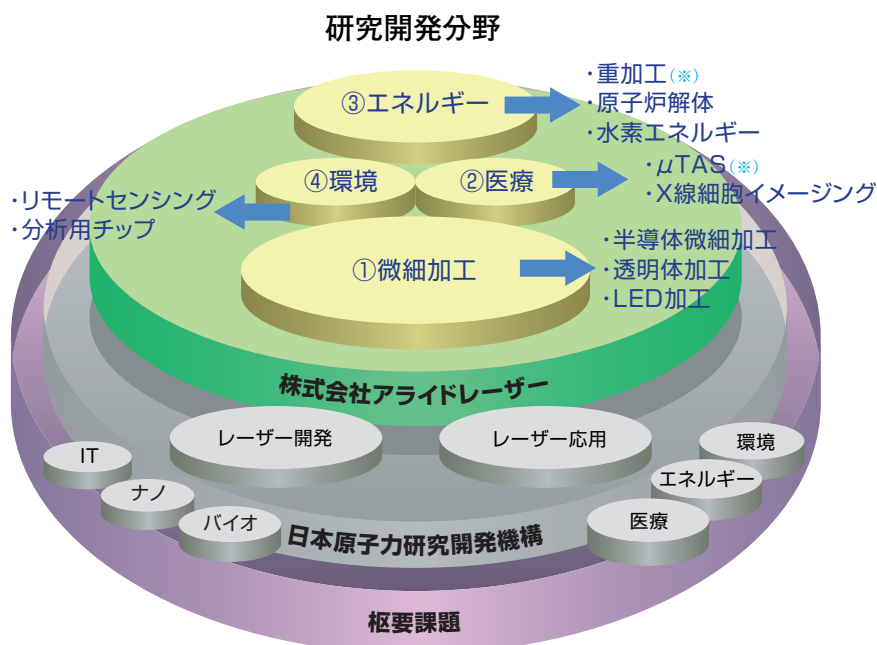 研究開発分野
③エネルギー
・重加工(※)
・原子炉解体
・水素エネルギー
④環境
②医療
・μTAS(※)
・X線細胞イメージング
・リモートセンシング
・分析用チップ
①微細加工
・半導体微細加工
・透明体加工
・LED加工
株式会社アライドレーザー
レーザー開発
レーザー応用
IT
ナノ
バイオ
環境
エネルギー
医療
日本原子力研究開発機構
枢要課題